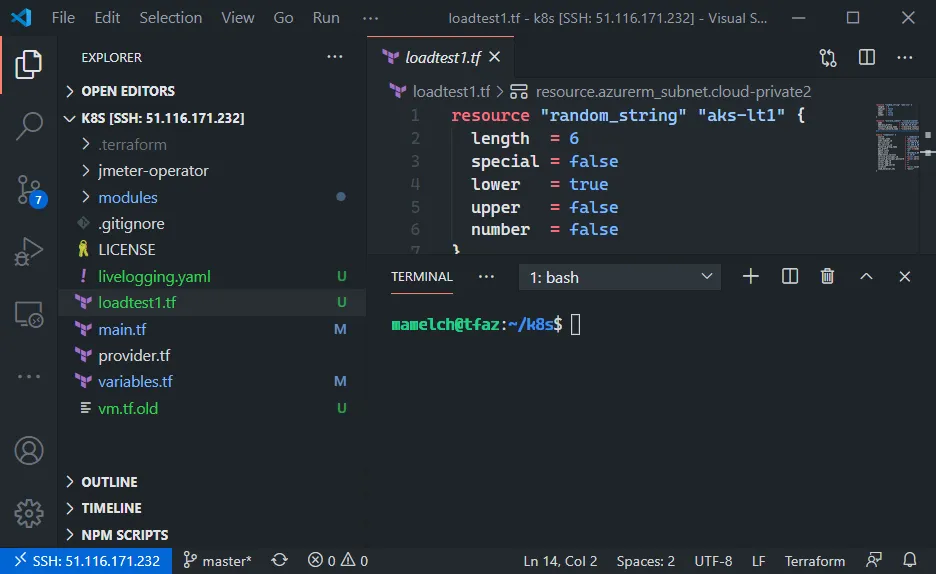 File Edit Selection View Go Run ··· loadtest1.tf - k8s [SSH: 51.116.171.232] - Visual S...
EXPLORER ···
OPEN EDITORS
K8S [SSH: 51.116.171.232]
.terraform
jmeter-operator
modules
.gitignore
LICENSE
! livelogging.yaml U
loadtest1.tf U
main.tf M
provider.tf
variables.tf M
vm.tf.old U
OUTLINE
TIMELINE
NPM SCRIPTS
7
loadtest1.tf
loadtest1.tf > resource.azurerm_subnet.cloud-private2
1 resource "random_string" "aks-lt1" {
2 length = 6
3 special = false
4 lower = true
5 upper = false
6 number = false
7 }
TERMINAL ··· 1: bash
mamelch@tfaz:~/k8s$
SSH: 51.116.171.232 master* 0 0 Ln 14, Col 2 Spaces: 2 UTF-8 LF Terraform